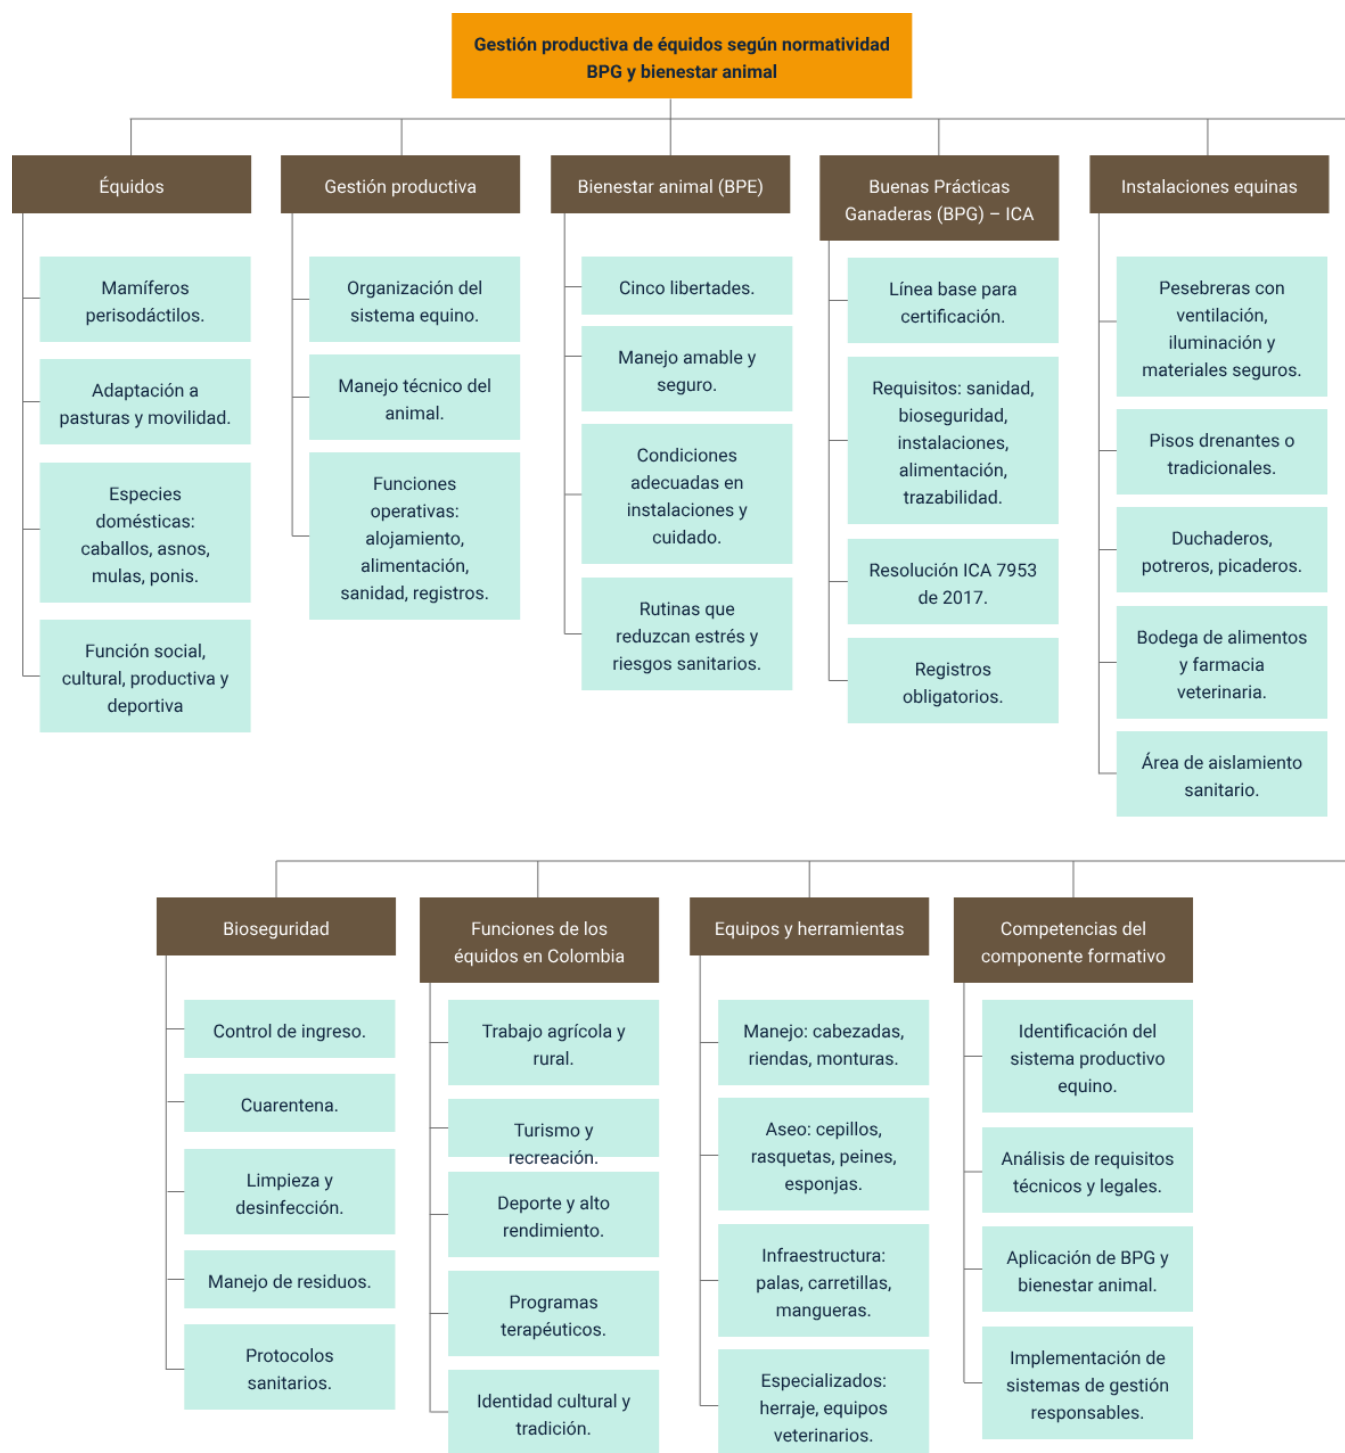 Gestión productiva de équidos según normatividad
BPG y bienestar animal
Équidos
Mamíferos
perisodáctilos.
Adaptación a
pasturas y movilidad.
Especies
domésticas:
caballos, asnos,
mulas, ponis.
Función social,
cultural, productiva y
deportiva
Gestión productiva
Organización del
sistema equino.
Manejo técnico del
animal.
Funciones
operativas:
alojamiento,
alimentación,
sanidad, registros.
Bienestar animal (BPE)
Cinco libertades.
Manejo amable y
seguro.
Condiciones
adecuadas en
instalaciones y
cuidado.
Rutinas que
reduzcan estrés y
riesgos sanitarios.
Buenas Prácticas
Ganaderas (BPG) – ICA
Línea base para
certificación.
Requisitos: sanidad,
bioseguridad,
instalaciones,
alimentación,
trazabilidad.
Resolución ICA 7953
de 2017.
Registros
obligatorios.
Instalaciones equinas
Pesebreras con
ventilación,
iluminación y
materiales seguros.
Pisos drenantes o
tradicionales.
Duchaderos,
potreros, picaderos.
Bodega de alimentos
y farmacia
veterinaria.
Área de aislamiento
sanitario.
Bioseguridad
Control de ingreso.
Cuarentena.
Limpieza y
desinfección.
Manejo de residuos.
Protocolos
sanitarios.
Funciones de los
équidos en Colombia
Trabajo agrícola y
rural.
Turismo y
recreación.
Deporte y alto
rendimiento.
Programas
terapéuticos.
Identidad cultural y
tradición.
Equipos y herramientas
Manejo: cabezadas,
riendas, monturas.
Aseo: cepillos,
rasquetas, peines,
esponjas.
Infraestructura:
palas, carretillas,
mangueras.
Especializados:
herraje, equipos
veterinarios.
Competencias del
componente formativo
Identificación del
sistema productivo
equino.
Análisis de requisitos
técnicos y legales.
Aplicación de BPG y
bienestar animal.
Implementación de
sistemas de gestión
responsables.